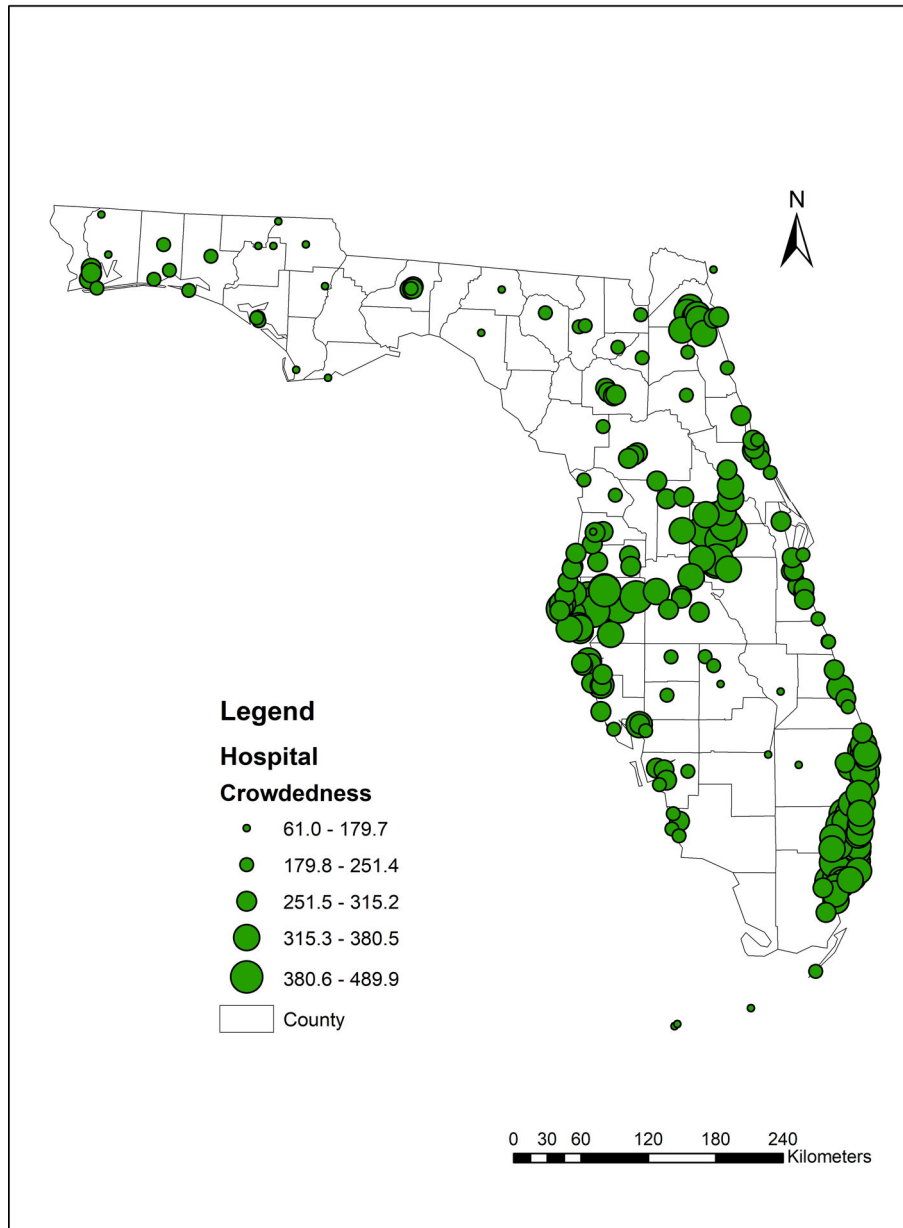 N
Legend
Hospital
Crowdedness
61.0 - 179.7
179.8 - 251.4
251.5 - 315.2
315.3 - 380.5
380.6 - 489.9
County
0 30 60 120 180 240
Kilometers